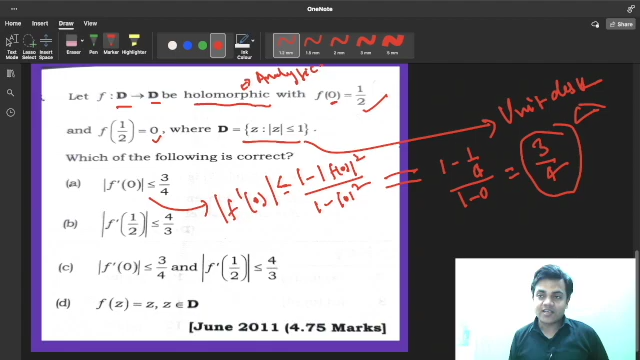 OneNote
Home Insert Draw View Class Notebook
Text Mode
Lasso Select
Insert Space
Eraser
Pen
Marker
Highlighter
1.2 mm
1.5 mm
2 mm
3 mm
5 mm
Analytic
Let f : D → D be holomorphic with f(0) = 1/2
and f(1/2) = 0, where D = {z : |z| ≤ 1} .
Unit disk
Which of the following is correct?
(a) |f′(0)| ≤ 3/4
|f'(0)| ≤ (1-|f(0)|^2)/(1-|0|^2) = (1-1/4)/(1-0) = 3/4
(b) |f′(1/2)| ≤ 4/3
(c) |f′(0)| ≤ 3/4 and |f′(1/2)| ≤ 4/3
(d) f(z) = z, z ∈ D
[June 2011 (4.75 Marks]